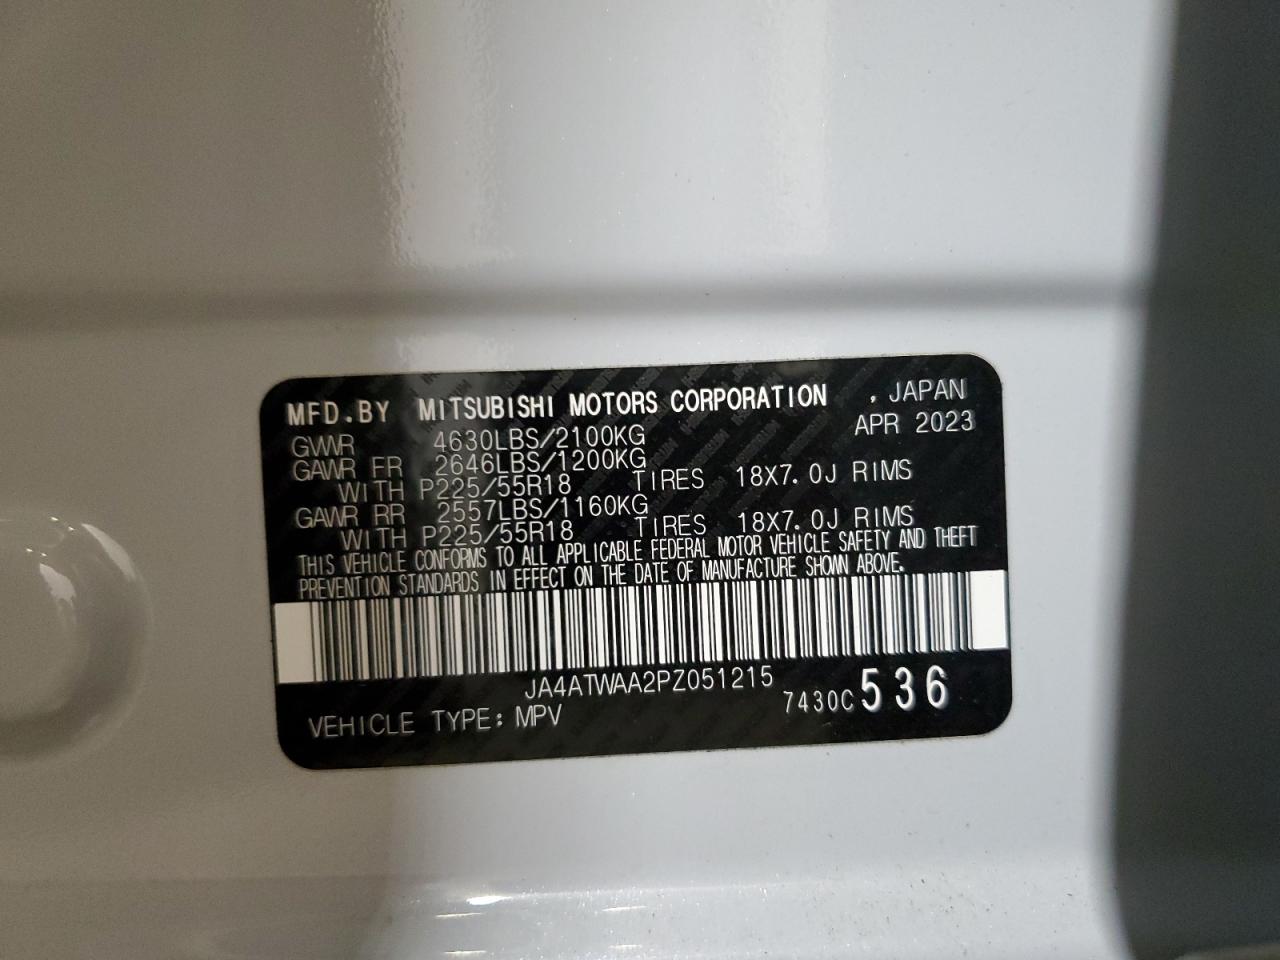 MFD.BY MITSUBISHI MOTORS CORPORATION , JAPAN
APR 2023
GVWR 4630LBS/2100KG
GAWR FR 2646LBS/1200KG
WITH P225/55R18 TIRES 18X7.0J RIMS
GAWR RR 2557LBS/1160KG
WITH P225/55R18 TIRES 18X7.0J RIMS
THIS VEHICLE CONFORMS TO ALL APPLICABLE FEDERAL MOTOR VEHICLE SAFETY AND THEFT
PREVENTION STANDARDS IN EFFECT ON THE DATE OF MANUFACTURE SHOWN ABOVE.
JA4ATWAA2PZ051215
7430C 536
VEHICLE TYPE: MPV